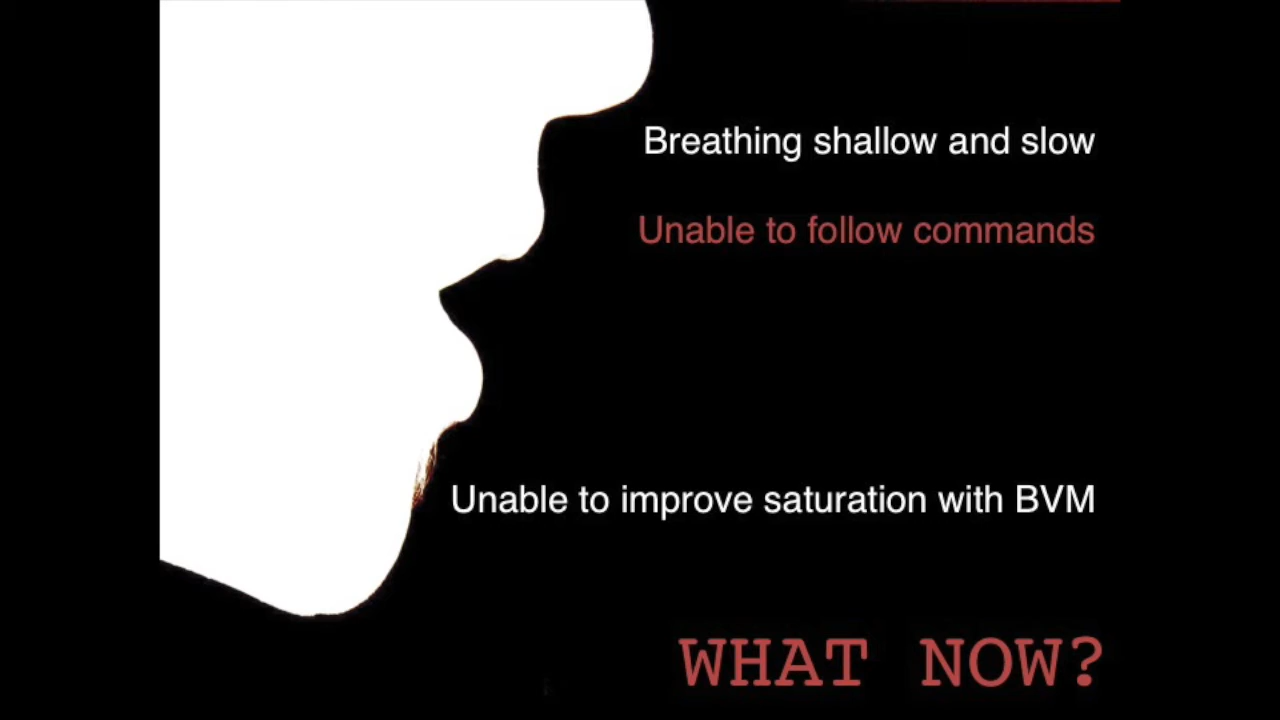 Breathing shallow and slow
Unable to follow commands
Unable to improve saturation with BVM
WHAT NOW?